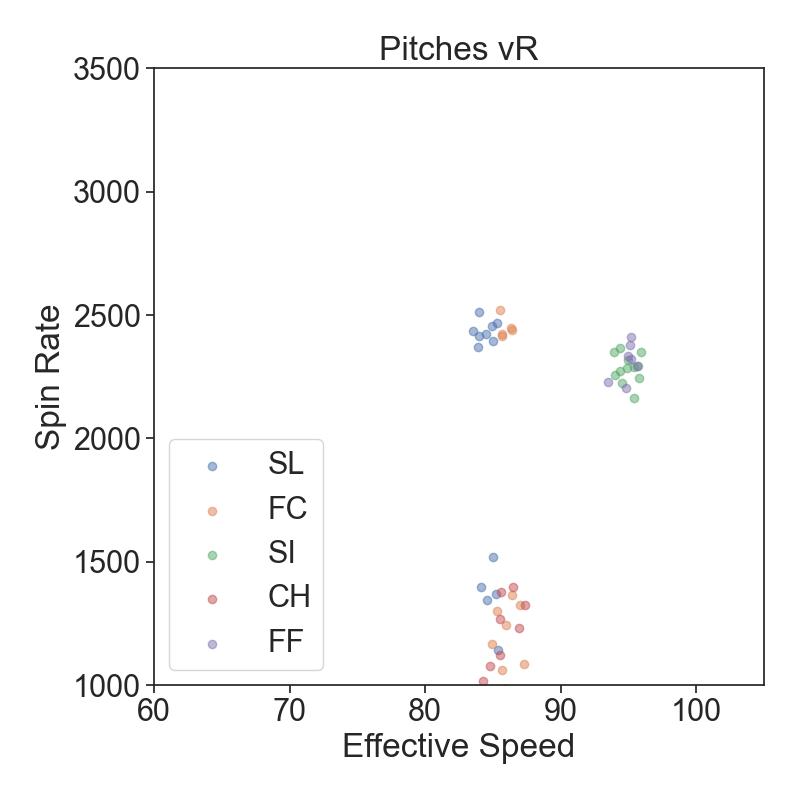 Pitches vR
3500
3000
2500
2000
1500
1000
Spin Rate
SL
FC
SI
CH
FF
60 70 80 90 100
Effective Speed